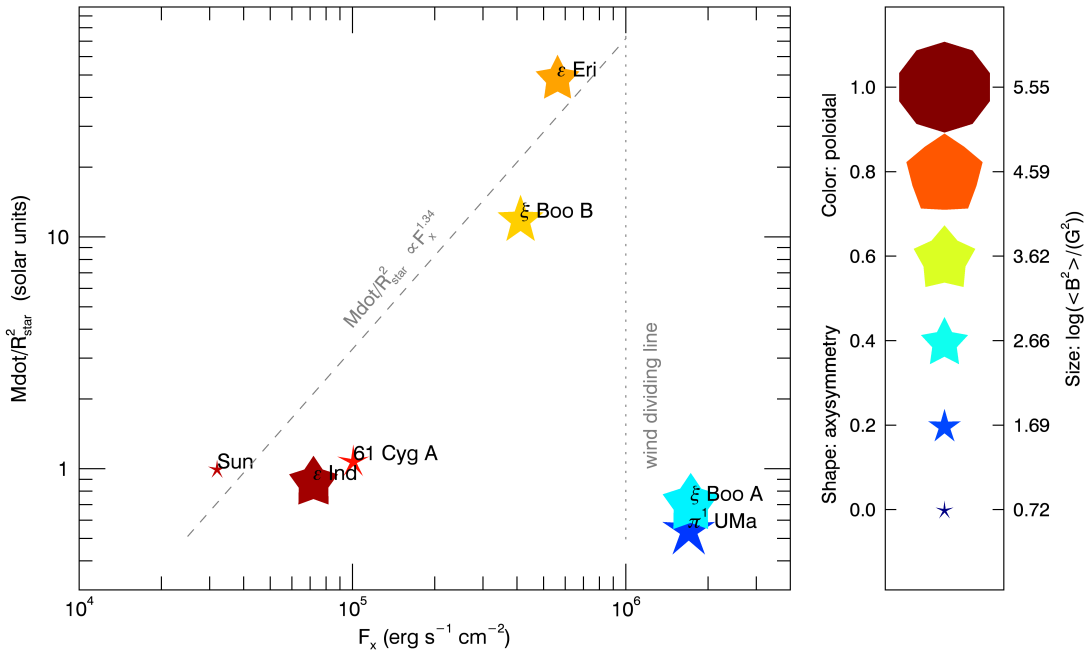 Mdot/R²star (solar units)
10
1
ε Eri
ξ Boo B
Mdot/R²star ∝Fx^1.34
wind dividing line
Sun
61 Cyg A
ε Ind
ξ Boo A
π¹ UMa
10⁴ 10⁵ 10⁶
Fx (erg s⁻¹ cm⁻²)
Color: poloidal
Shape: axysymmetry
1.0 5.55
0.8 4.59
0.6 3.62
0.4 2.66
0.2 1.69
0.0 0.72
Size: log(<B²>/(G²))